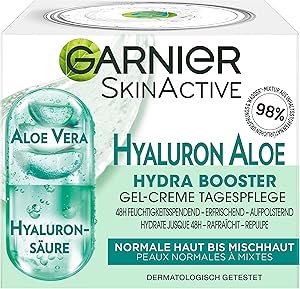 GARNIER
SKINACTIVE
98%
ALOE VERA
HYALURON-
SÄURE
HYALURON ALOE
HYDRA BOOSTER
GEL-CREME TAGESPFLEGE
48H FEUCHTIGKEITSSPENDEND - ERFRISCHEND - AUFPOLSTERND
HYDRATE JUSQUE 48H - RAFRAÎCHIT - REPULPE
NORMALE HAUT BIS MISCHHAUT
PEAUX NORMALES À MIXTES
DERMATOLOGISCH GETESTET